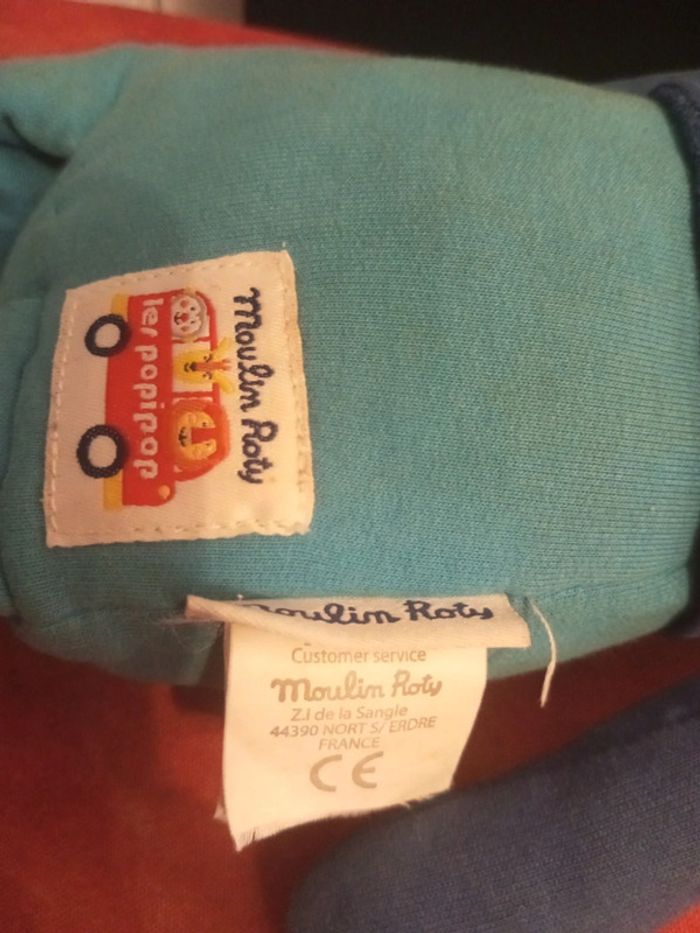 Moulin Roty
les popipop
Moulin Roty
Customer service
Moulin Roty
Z.I de la Sangle
44390 NORT S/ ERDRE
FRANCE
CE